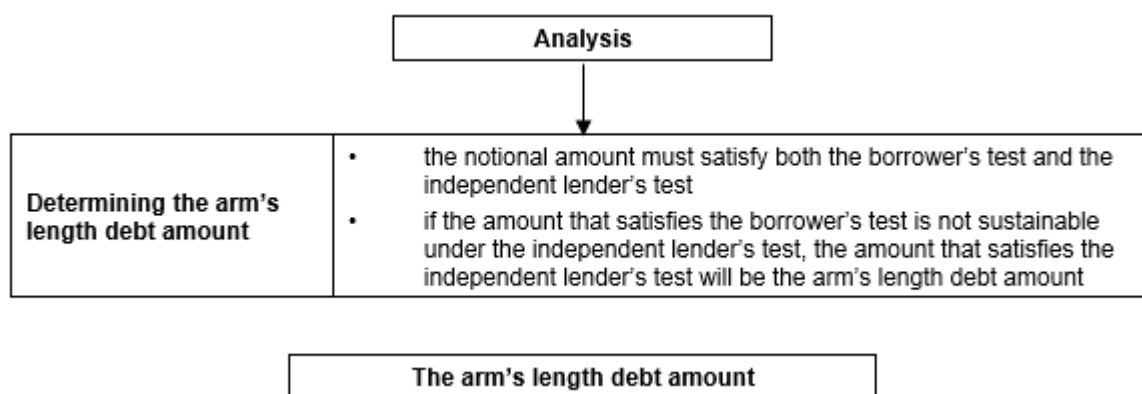 Analysis
Determining the arm's
length debt amount
• the notional amount must satisfy both the borrower's test and the
independent lender's test
• if the amount that satisfies the borrower's test is not sustainable
under the independent lender's test, the amount that satisfies the
independent lender's test will be the arm's length debt amount
The arm's length debt amount